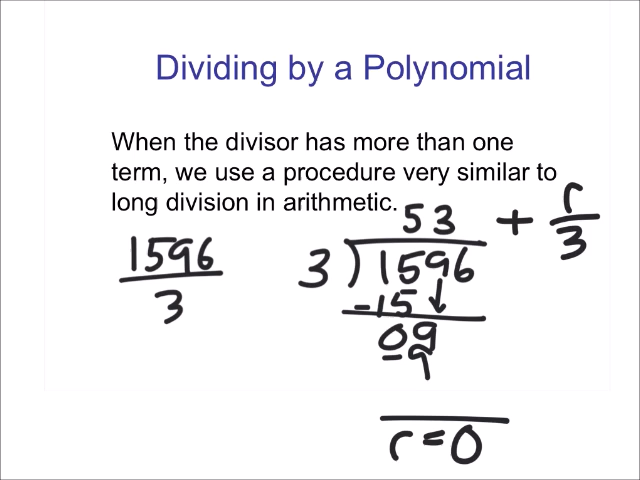 Dividing by a Polynomial
When the divisor has more than one
term, we use a procedure very similar to
long division in arithmetic.
53 + r/3
1596/3
3 ) 1596
-15 ↓
09
-9
r = 0